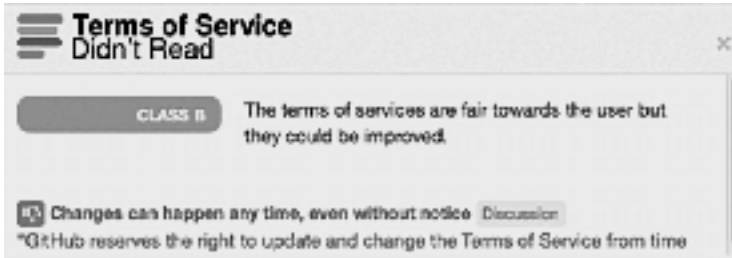 Terms of Service
Didn't Read
×
CLASS B
The terms of services are fair towards the user but
they could be improved.
Changes can happen any time, even without notice Discussion
"GitHub reserves the right to update and change the Terms of Service from time